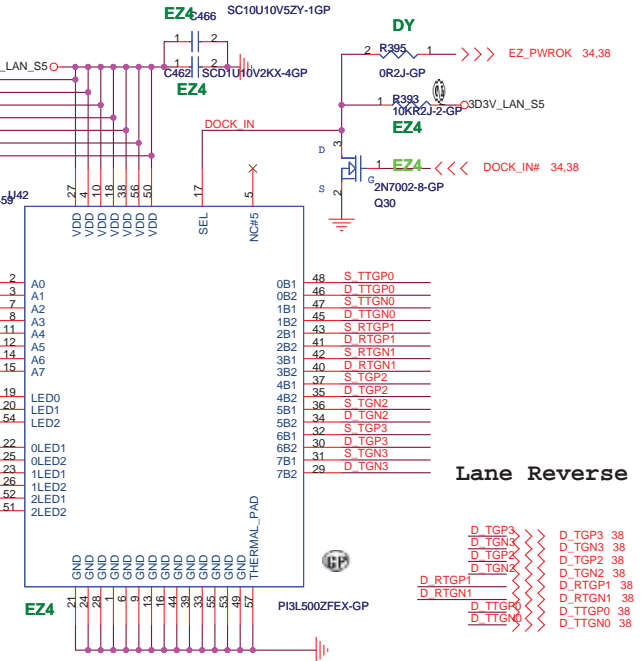 EZ4
C466
SC10U10V5ZY-1GP
1 2
1 2
C462 SCD1U10V2KX-4GP
EZ4
_LAN_S5
DOCK_IN
DY
2 R395 1
EZ_PWROK 34,38
0R2J-GP
1 R393
10KR2J-2-GP
3D3V_LAN_S5
EZ4
D 3
EZ4
1
DOCK_IN# 34,38
G
S 2
2N7002-8-GP
Q30
59
U42
27 4 10 18 38 56 50 17 5
VDD VDD VDD VDD VDD VDD VDD SEL NC#5
2 A0
3 A1
7 A2
8 A3
11 A4
12 A5
14 A6
15 A7
19 LED0
20 LED1
54 LED2
22 0LED1
25 0LED2
23 1LED1
26 1LED2
52 2LED1
51 2LED2
0B1 48 S_TTGP0
0B2 46 D_TTGP0
1B1 47 S_TTGN0
1B2 45 D_TTGN0
2B1 43 S_RTGP1
2B2 41 D_RTGP1
3B1 42 S_RTGN1
3B2 40 D_RTGN1
4B1 37 S_TGP2
4B2 35 D_TGP2
5B1 36 S_TGN2
5B2 34 D_TGN2
6B1 32 S_TGP3
6B2 30 D_TGP3
7B1 31 S_TGN3
7B2 29 D_TGN3
Lane Reverse
GND GND GND GND GND GND GND GND GND GND GND GND GND THERMAL_PAD
21 24 28 1 6 9 13 16 44 39 33 55 53 49 57
EZ4
GP
PI3L500ZFEX-GP
D_TGP3 D_TGP3 38
D_TGN3 D_TGN3 38
D_TGP2 D_TGP2 38
D_TGN2 D_TGN2 38
D_RTGP1 D_RTGP1 38
D_RTGN1 D_RTGN1 38
D_TTGP0 D_TTGP0 38
D_TTGN0 D_TTGN0 38